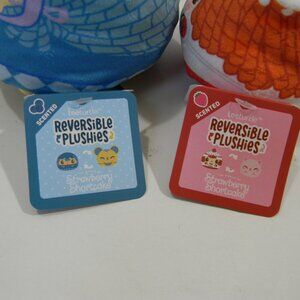 SCENTED
teeturtle
REVERSIBLE
PLUSHIES
Strawberry
Shortcake
SCENTED
teeturtle
REVERSIBLE
PLUSHIES
Strawberry
Shortcake